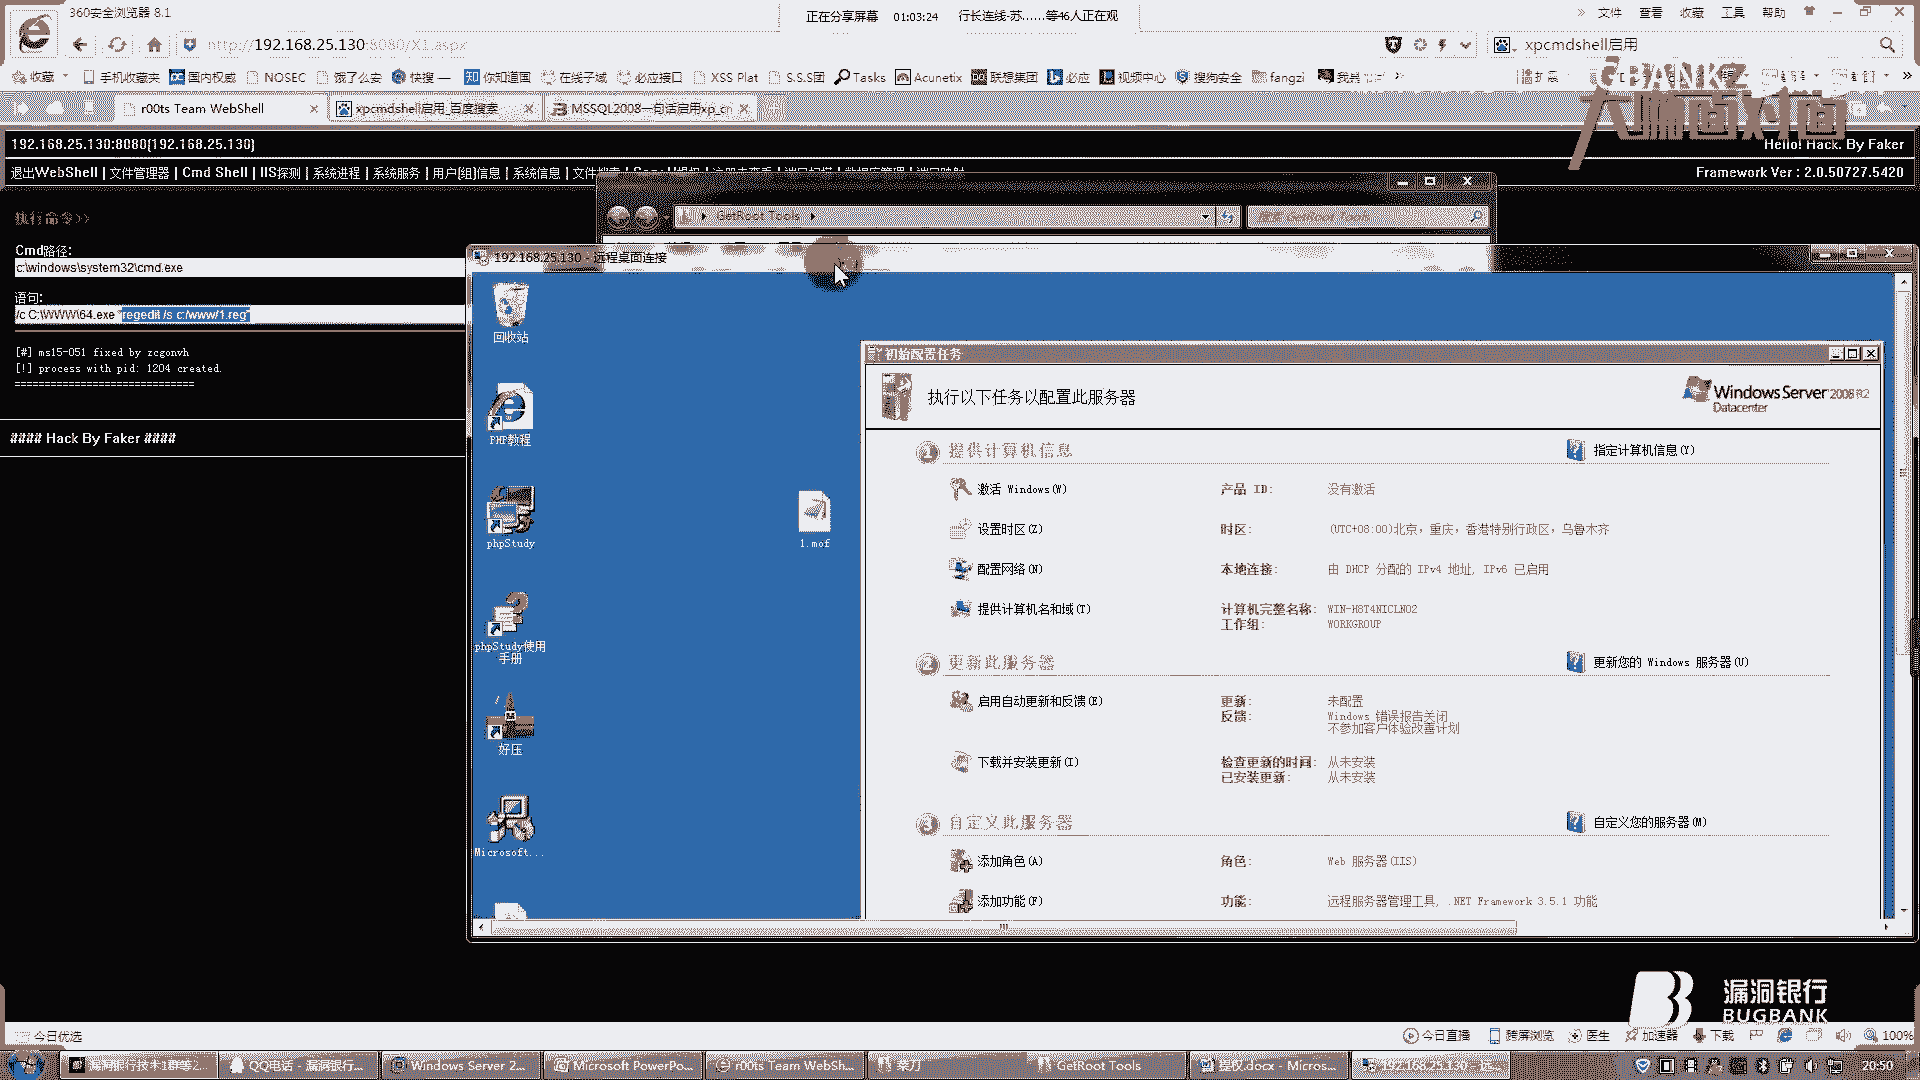 360安全浏览器 8.1
正在分享屏幕 01:03:24 行长连线-苏......等46人正在观
文件 查看 收藏 工具 帮助
http://192.168.25.130:8080/X1.aspx
xpcmdshell启用
收藏 手机收藏夹 国内权威 NOSEC 饿了么安 快搜 一 你知道国 在线子域 必应接口 XSS Plat S.S.S团 Tasks Acunetix 联想集团 必应 视频中心 搜狗安全 fangzi
扩展
BANKZ
大咖面对面
r00ts Team WebShell
xpcmdshell启用_百度搜索
MSSQL2008一句话启用xp_cn
192.168.25.130:8080(192.168.25.130)
Hello! Hack. By Faker
退出WebShell | 文件管理器 | Cmd Shell | IIS探测 | 系统进程 | 系统服务 | 用户(组)信息 | 系统信息 |
Framework Ver : 2.0.50727.5420
GetRoot Tools
搜索 GetRoot Tools
执行命令>>
Cmd路径:
c:\windows\system32\cmd.exe
语句:
/c C:\WWW\64.exe "regedit /s c:/www/1.reg"
[#] ms15-051 fixed by zcgonvh
[!] process with pid: 1204 created.
==============================
#### Hack By Faker ####
192.168.25.130 - 远程桌面连接
回收站
PHP教程
phpStudy
phpStudy使用手册
好压
Microsoft...
1.mof
初始配置任务
执行以下任务以配置此服务器
Windows Server 2008 R2
Datacenter
1 提供计算机信息
指定计算机信息(Y)
激活 Windows(W)
产品 ID: 没有激活
设置时区(Z)
时区: (UTC+08:00)北京，重庆，香港特别行政区，乌鲁木齐
配置网络(N)
本地连接: 由 DHCP 分配的 IPv4 地址, IPv6 已启用
提供计算机名和域(T)
计算机完整名称: WIN-H8T4NICLNO2
工作组: WORKGROUP
2 更新此服务器
更新您的 Windows 服务器(U)
启用自动更新和反馈(E)
更新: 未配置
反馈: Windows 错误报告关闭
不参加客户体验改善计划
下载并安装更新(I)
检查更新的时间: 从未安装
已安装更新: 从未安装
3 自定义此服务器
自定义您的服务器(M)
添加角色(A)
角色: Web 服务器(IIS)
添加功能(F)
功能: 远程服务器管理工具, .NET Framework 3.5.1 功能
漏洞银行
BUGBANK
今日优选
今日直播 跨屏浏览 医生 加速器 下载 100%
漏洞银行技术1群等2...
QQ电话 - 漏洞银行...
Windows Server 2...
Microsoft PowerPo...
r00ts Team WebSh...
菜刀
GetRoot Tools
提权.docx - Micros...
192.168.25.130 - 远...
20:50